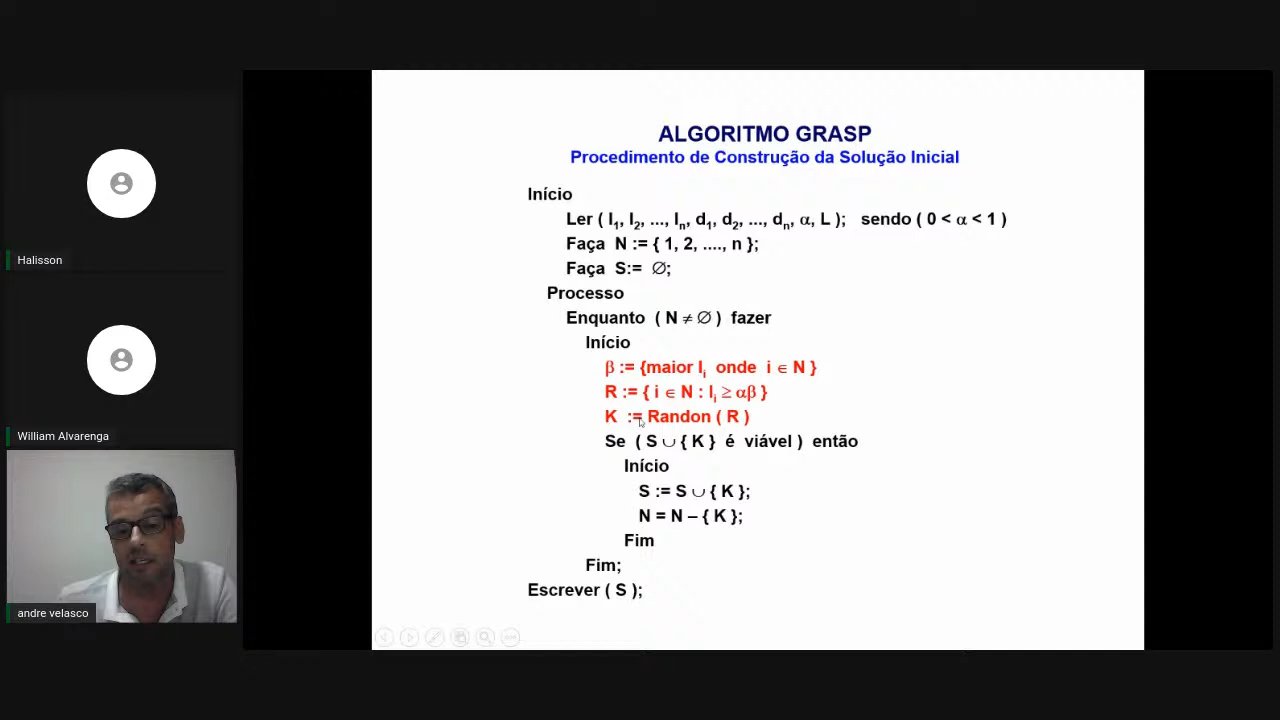 ALGORITMO GRASP
Procedimento de Construção da Solução Inicial
Início
Ler ( l1, l2, ..., ln, d1, d2, ..., dn, α, L ); sendo ( 0 < α < 1 )
Faça N := { 1, 2, ...., n };
Faça S:= ∅;
Processo
Enquanto ( N ≠ ∅ ) fazer
Início
β := {maior li onde i ∈ N }
R := { i ∈ N : li ≥ αβ }
K := Randon ( R )
Se ( S ∪ { K } é viável ) então
Início
S := S ∪ { K };
N = N – { K };
Fim
Fim;
Escrever ( S );
Halisson
William Alvarenga
andre velasco